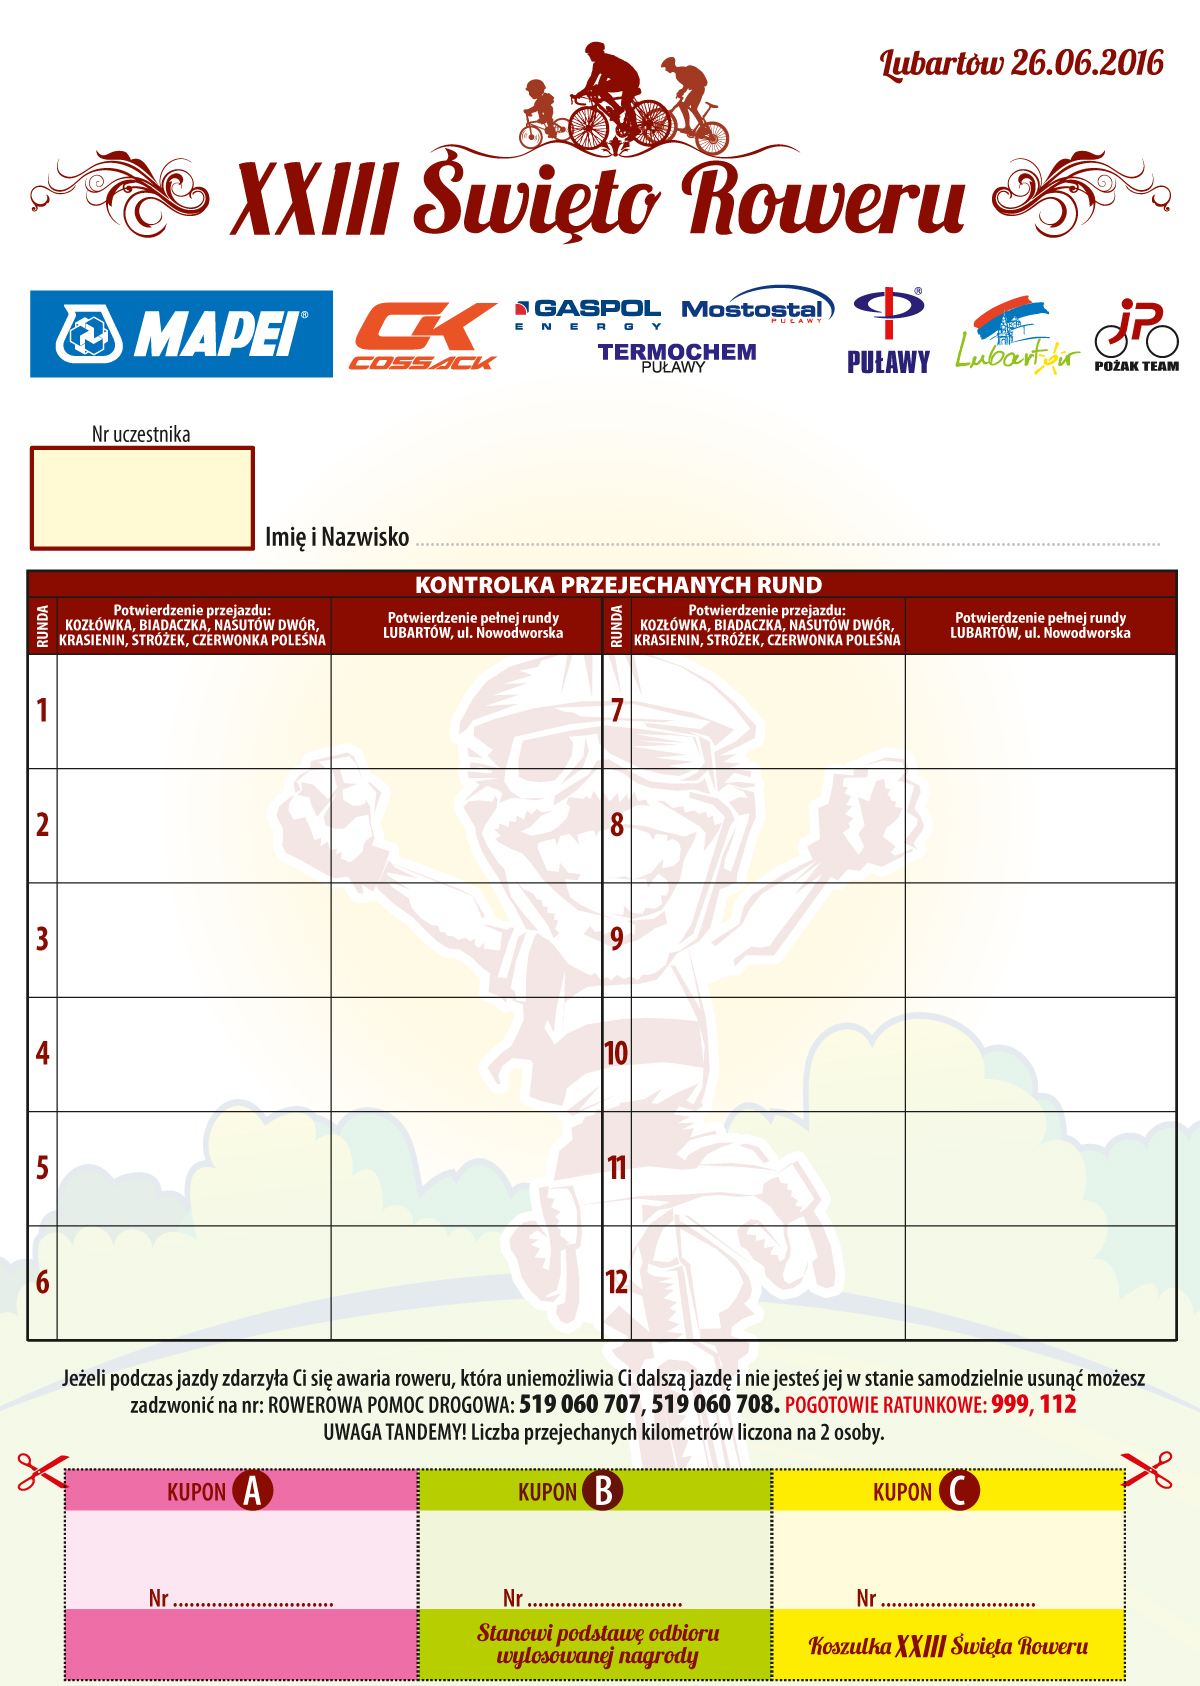 Lubartów 26.06.2016
XXIII Święto Roweru
MAPEI®
CK
COSSACK
GASPOL
ENERGY
Mostostal
PUŁAWY
TERMOCHEM
PUŁAWY
®
PUŁAWY
Lubartów
JP
POŻAK TEAM
Nr uczestnika
Imię i Nazwisko
KONTROLKA PRZEJECHANYCH RUND
RUNDA
Potwierdzenie przejazdu:
KOZŁÓWKA, BIADACZKA, NASUTÓW DWÓR,
KRASIENIN, STRÓŻEK, CZERWONKA POLEŚNA
Potwierdzenie pełnej rundy
LUBARTÓW, ul. Nowodworska
RUNDA
Potwierdzenie przejazdu:
KOZŁÓWKA, BIADACZKA, NASUTÓW DWÓR,
KRASIENIN, STRÓŻEK, CZERWONKA POLEŚNA
Potwierdzenie pełnej rundy
LUBARTÓW, ul. Nowodworska
1
7
2
8
3
9
4
10
5
11
6
12
Jeżeli podczas jazdy zdarzyła Ci się awaria roweru, która uniemożliwia Ci dalszą jazdę i nie jesteś jej w stanie samodzielnie usunąć możesz
zadzwonić na nr: ROWEROWA POMOC DROGOWA: 519 060 707, 519 060 708. POGOTOWIE RATUNKOWE: 999, 112
UWAGA TANDEMY! Liczba przejechanych kilometrów liczona na 2 osoby.
KUPON A
KUPON B
KUPON C
Nr .............................
Nr ............................
Nr ............................
Stanowi podstawę odbioru
wylosowanej nagrody
Koszulka XXIII Święta Roweru